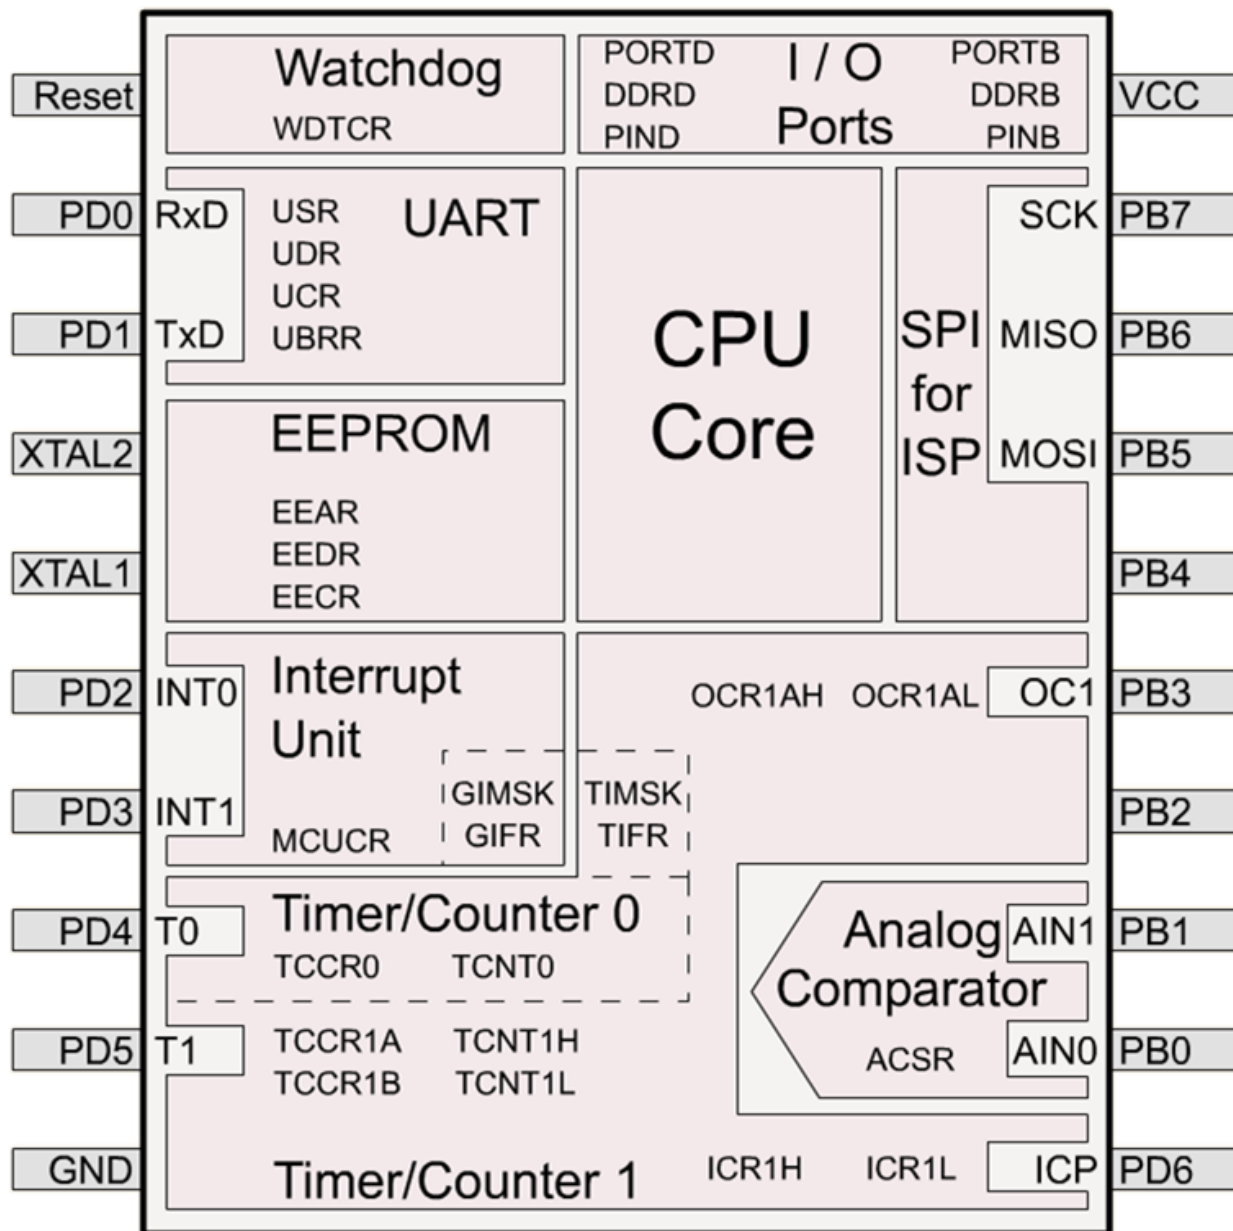 Watchdog
WDTCR
PORTD
DDRD
PIND
I / O
Ports
PORTB
DDRB
PINB
Reset
PD0 RxD
PD1 TxD
XTAL2
XTAL1
PD2 INT0
PD3 INT1
PD4 T0
PD5 T1
GND
USR
UDR
UCR
UBRR
UART
EEPROM
EEAR
EEDR
EECR
CPU
Core
SPI
for
ISP
VCC
SCK PB7
MISO PB6
MOSI PB5
PB4
OC1 PB3
PB2
AIN1 PB1
AIN0 PB0
ICP PD6
Interrupt
Unit
MCUCR
GIMSK
GIFR
TIMSK
TIFR
OCR1AH OCR1AL
Timer/Counter 0
TCCR0 TCNT0
TCCR1A TCNT1H
TCCR1B TCNT1L
Timer/Counter 1
Analog
Comparator
ACSR
ICR1H ICR1L